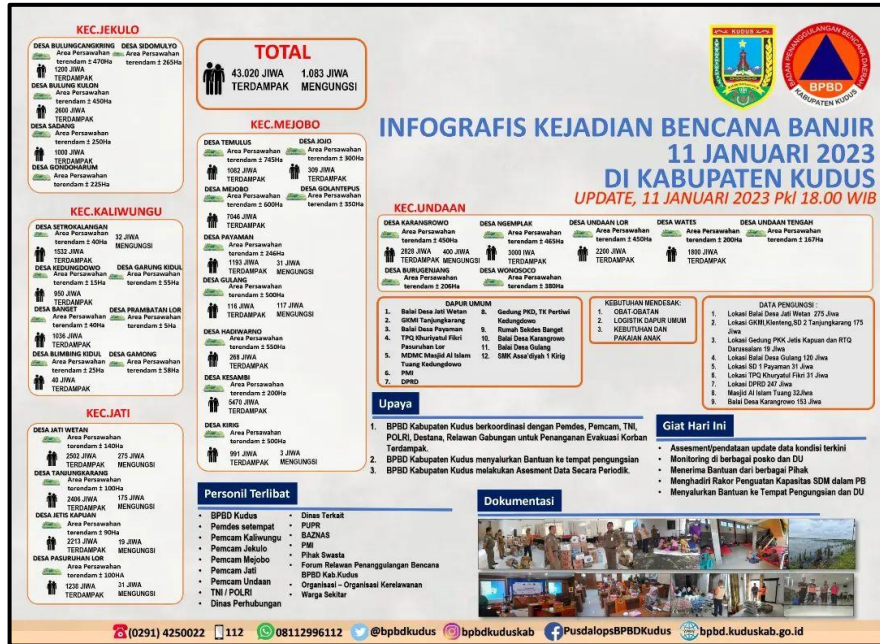 KEC.JEKULO
DESA BULUNGCANGKRING
Area Persawahan
terendam ± 470Ha
1200 JIWA
TERDAMPAK
DESA SIDOMULYO
Area Persawahan
terendam ± 265Ha
DESA BULUNG KULON
Area Persawahan
terendam ± 450Ha
2600 JIWA
TERDAMPAK
DESA SADANG
Area Persawahan
terendam ± 250Ha
1000 JIWA
TERDAMPAK
DESA GONDOHARUM
Area Persawahan
terendam ± 225Ha
KEC.KALIWUNGU
DESA SETROKALANGAN
Area Persawahan
terendam ± 40Ha
32 JIWA
MENGUNGSI
1532 JIWA
TERDAMPAK
DESA KEDUNGDOWO
Area Persawahan
terendam ± 15Ha
950 JIWA
TERDAMPAK
DESA GARUNG KIDUL
Area Persawahan
terendam ± 55Ha
DESA BANGET
Area Persawahan
terendam ± 40Ha
1036 JIWA
TERDAMPAK
DESA PRAMBATAN LOR
Area Persawahan
terendam ± 5Ha
DESA BLIMBING KIDUL
Area Persawahan
terendam ± 25Ha
40 JIWA
TERDAMPAK
DESA GAMONG
Area Persawahan
terendam ± 58Ha
KEC.JATI
DESA JATI WETAN
Area Persawahan
terendam ± 140Ha
2502 JIWA
TERDAMPAK
275 JIWA
MENGUNGSI
DESA TANJUNGKARANG
Area Persawahan
terendam ± 100Ha
2406 JIWA
TERDAMPAK
175 JIWA
MENGUNGSI
DESA JETIS KAPUAN
Area Persawahan
terendam ± 90Ha
2213 JIWA
TERDAMPAK
19 JIWA
MENGUNGSI
DESA PASURUHAN LOR
Area Persawahan
terendam ± 100HA
1238 JIWA
TERDAMPAK
31 JIWA
MENGUNGSI
TOTAL
43.020 JIWA
TERDAMPAK
1.083 JIWA
MENGUNGSI
KEC.MEJOBO
DESA TEMULUS
Area Persawahan
terendam ± 745Ha
1082 JIWA
TERDAMPAK
DESA JOJO
Area Persawahan
terendam ± 300Ha
309 JIWA
TERDAMPAK
DESA MEJOBO
Area Persawahan
terendam ± 600Ha
7046 JIWA
TERDAMPAK
DESA GOLANTEPUS
Area Persawahan
terendam ± 350Ha
DESA PAYAMAN
Area Persawahan
terendam ± 246Ha
1193 JIWA
TERDAMPAK
31 JIWA
MENGUNGSI
DESA GULANG
Area Persawahan
terendam ± 500Ha
116 JIWA
TERDAMPAK
117 JIWA
MENGUNGSI
DESA HADIWARNO
Area Persawahan
terendam ± 550Ha
268 JIWA
TERDAMPAK
DESA KESAMBI
Area Persawahan
terendam ± 200Ha
5470 JIWA
TERDAMPAK
DESA KIRIG
Area Persawahan
terendam ± 500Ha
991 JIWA
TERDAMPAK
3 JIWA
MENGUNGSI
KUDUS
BADAN PENANGGULANGAN BENCANA DAERAH
BPBD
KABUPATEN KUDUS
INFOGRAFIS KEJADIAN BENCANA BANJIR
11 JANUARI 2023
DI KABUPATEN KUDUS
UPDATE, 11 JANUARI 2023 Pkl 18.00 WIB
KEC.UNDAAN
DESA KARANGROWO
Area Persawahan
terendam ± 450Ha
2828 JIWA
TERDAMPAK
400 JIWA
MENGUNGSI
DESA NGEMPLAK
Area Persawahan
terendam ± 465Ha
3000 IWA
TERDAMPAK
DESA UNDAAN LOR
Area Persawahan
terendam ± 450Ha
2200 JIWA
TERDAMPAK
DESA WATES
Area Persawahan
terendam ± 200Ha
1800 JIWA
TERDAMPAK
DESA UNDAAN TENGAH
Area Persawahan
terendam ± 167Ha
DESA BURUGENJANG
Area Persawahan
terendam ± 206Ha
DESA WONOSOCO
Area Persawahan
terendam ± 380Ha
DAPUR UMUM
1. Balai Desa Jati Wetan
2. GKMI Tanjungkarang
3. Balai Desa Payaman
4. TPQ Khuriyatul Fikri
Pasuruhan Lor
5. MDMC Masjid Al Islam
Tuang Kedungdowo
6. PMI
7. DPRD
8. Gedung PKD, TK Pertiwi
Kedungdowo
9. Rumah Sekdes Banget
10. Balai Desa Karangrowo
11. Balai Desa Gulang
12. SMK Assa'diyah 1 Kirig
KEBUTUHAN MENDESAK:
1. OBAT-OBATAN
2. LOGISTIK DAPUR UMUM
3. KEBUTUHAN DAN
PAKAIAN ANAK
DATA PENGUNGSI :
1. Lokasi Balai Desa Jati Wetan 275 Jiwa
2. Lokasi GKMI,Klenteng,SD 2 Tanjungkarang 175
Jiwa
3. Lokasi Gedung PKK Jetis Kapuan dan RTQ
Darussalam 19 Jiwa
4. Lokasi Balai Desa Gulang 120 Jiwa
5. Lokasi SD 1 Payaman 31 Jiwa
6. Lokasi TPQ Khuryatul Fikri 31 Jiwa
7. Lokasi DPRD 247 Jiwa
8. Masjid Al Islam Tuang 32Jiwa
9. Balai Desa Karangrowo 153 Jiwa
Upaya
1. BPBD Kabupaten Kudus berkoordinasi dengan Pemdes, Pemcam, TNI,
POLRI, Destana, Relawan Gabungan untuk Penanganan Evakuasi Korban
Terdampak.
2. BPBD Kabupaten Kudus menyalurkan Bantuan ke tempat pengungsian
3. BPBD Kabupaten Kudus melakukan Asesment Data Secara Periodik.
Giat Hari Ini
• Assesment/pendataan update data kondisi terkini
• Monitoring di berbagai posko dan DU
• Menerima Bantuan dari berbagai Pihak
• Menghadiri Rakor Penguatan Kapasitas SDM dalam PB
• Menyalurkan Bantuan ke Tempat Pengungsian dan DU
Personil Terlibat
• BPBD Kudus
• Pemdes setempat
• Pemcam Kaliwungu
• Pemcam Jekulo
• Pemcam Mejobo
• Pemcam Jati
• Pemcam Undaan
• TNI / POLRI
• Dinas Perhubungan
• Dinas Terkait
• PUPR
• BAZNAS
• PMI
• Pihak Swasta
• Forum Relawan Penanggulangan Bencana
BPBD Kab.Kudus
• Organisasi – Organisasi Kerelawanan
• Warga Sekitar
Dokumentasi
(0291) 4250022
112
08112996112
@bpbdkudus
bpbdkuduskab
PusdalopsBPBDKudus
bpbd.kuduskab.go.id